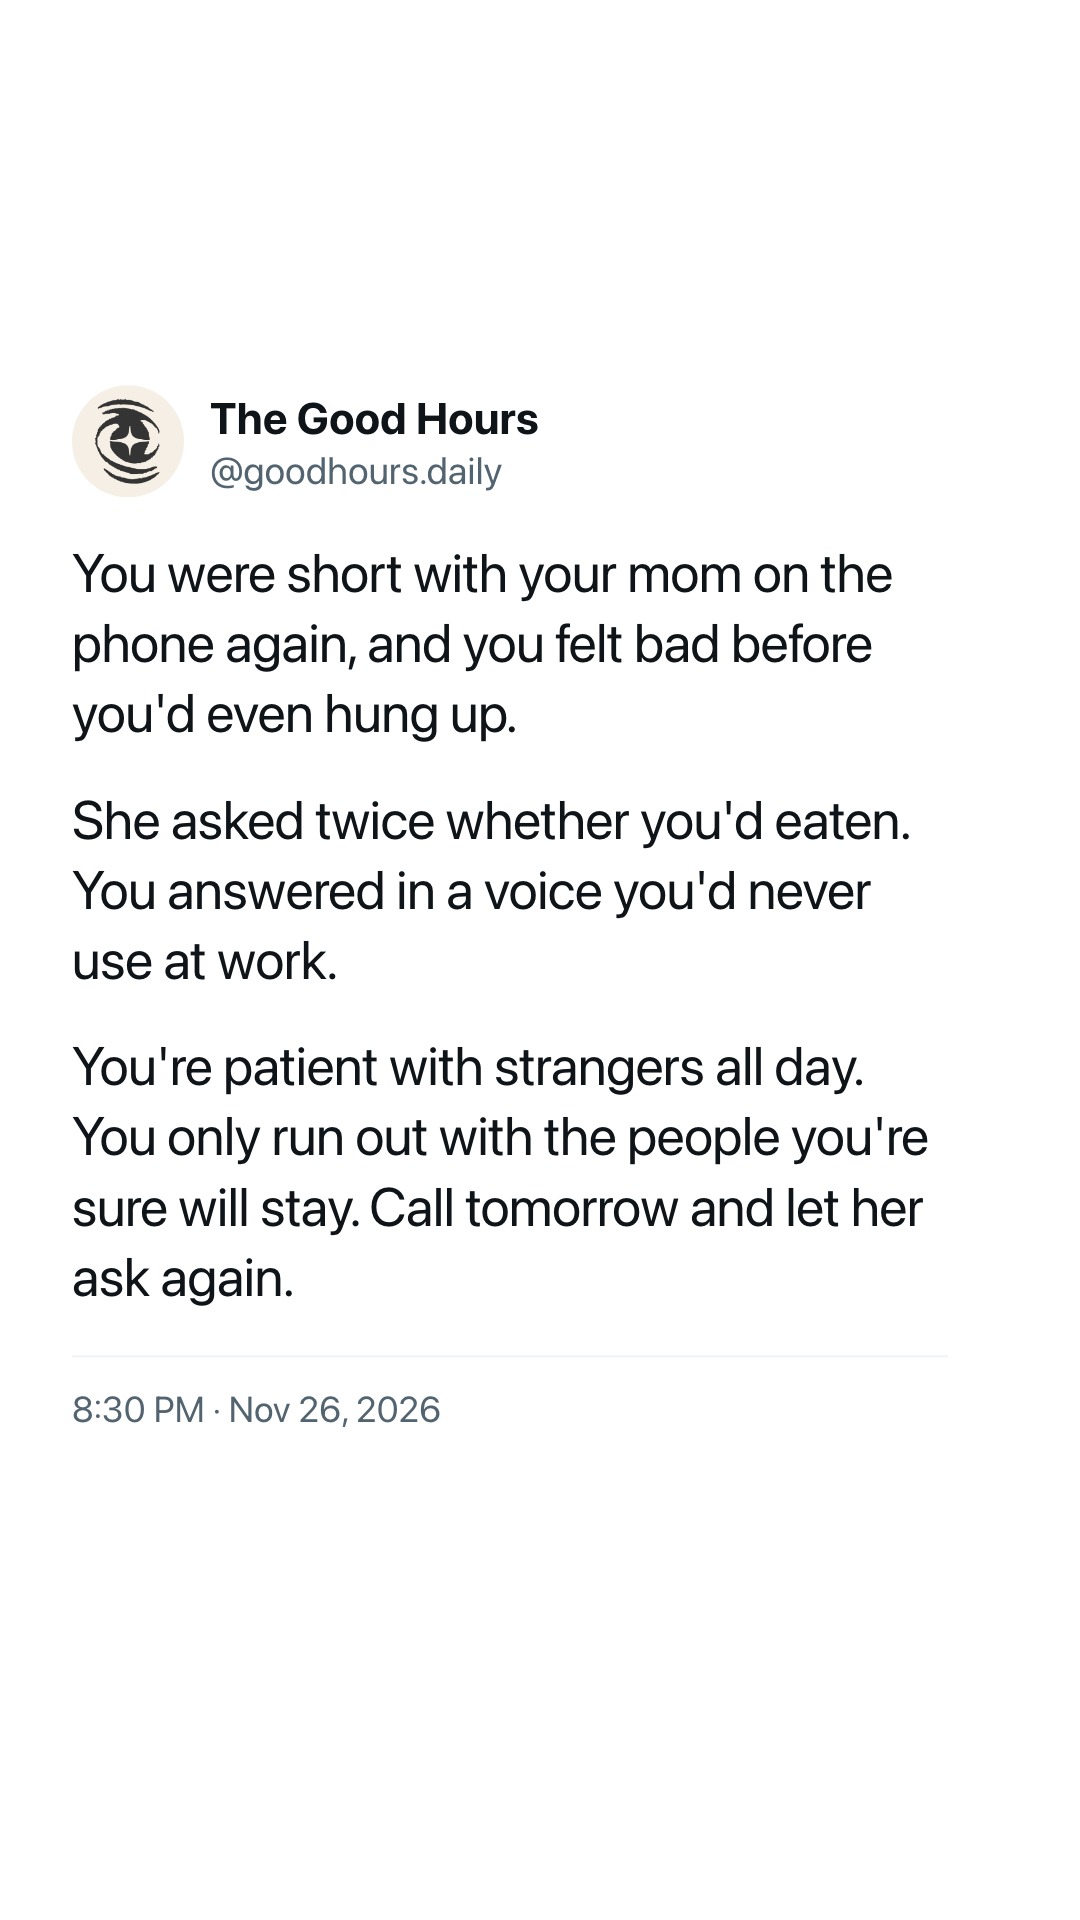 The Good Hours
@goodhours.daily
You were short with your mom on the
phone again, and you felt bad before
you'd even hung up.
She asked twice whether you'd eaten.
You answered in a voice you'd never
use at work.
You're patient with strangers all day.
You only run out with the people you're
sure will stay. Call tomorrow and let her
ask again.
8:30 PM · Nov 26, 2026